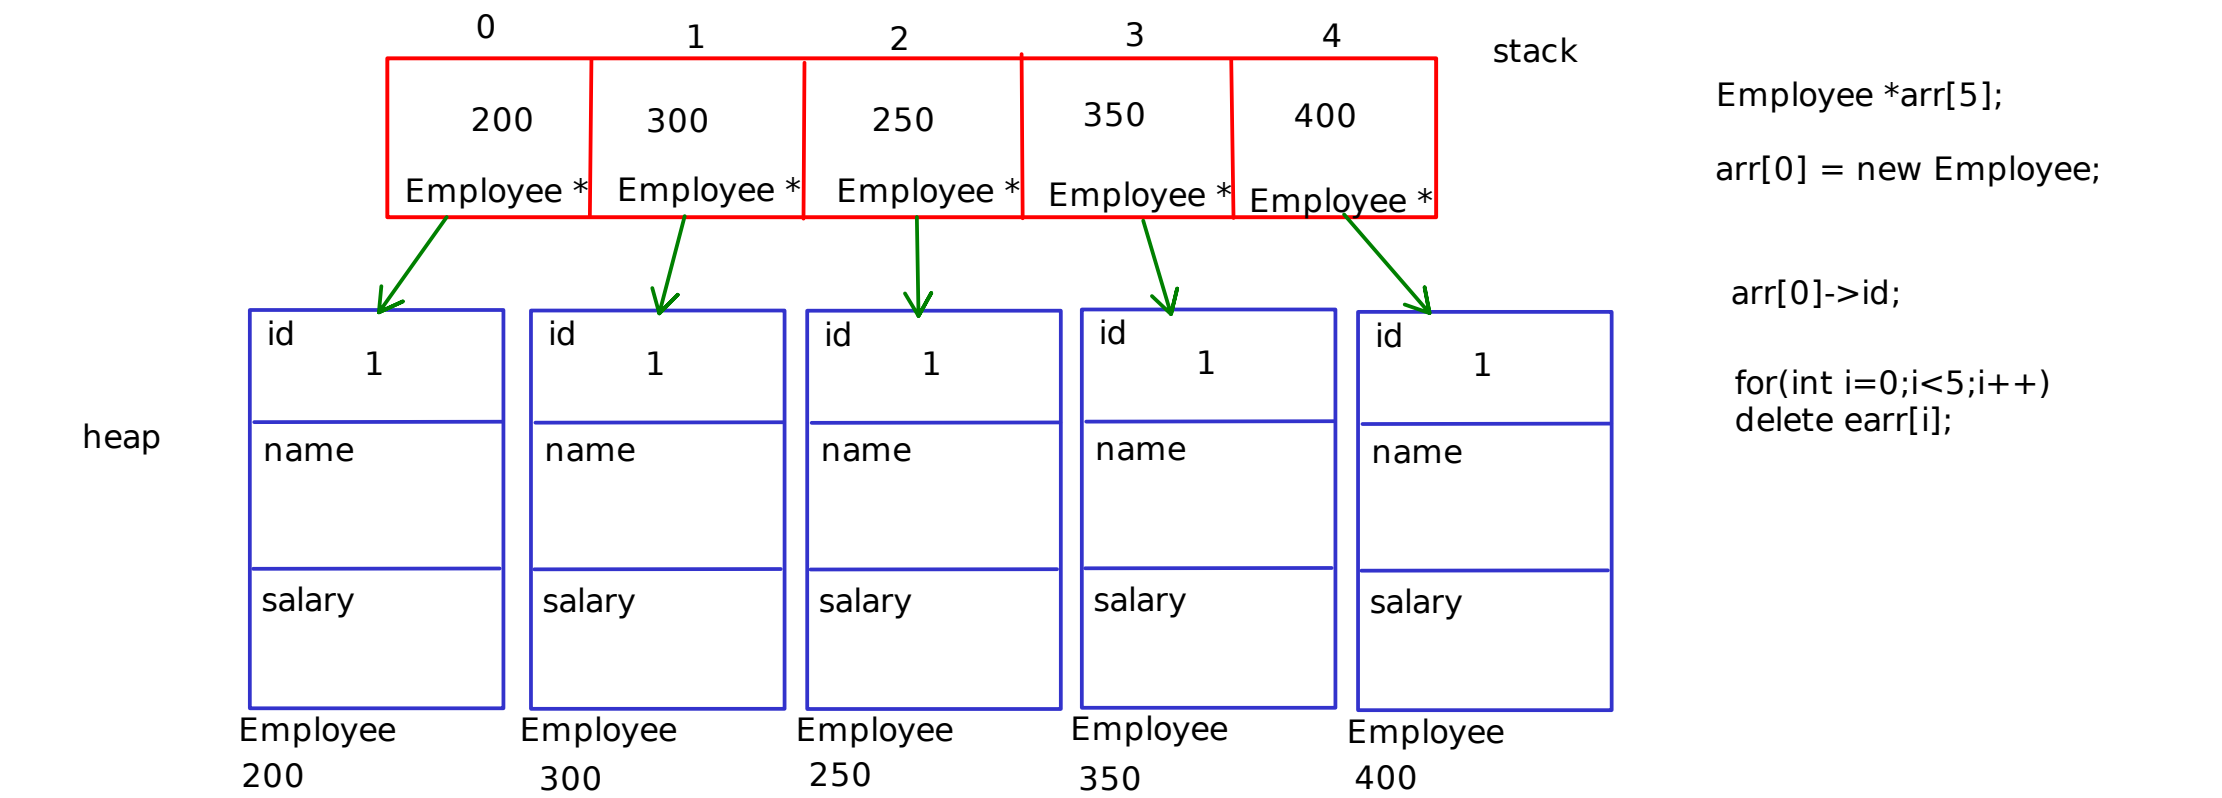 0 1 2 3 4
stack
200 300 250 350 400
Employee * Employee * Employee * Employee * Employee *
Employee *arr[5];
arr[0] = new Employee;
arr[0]->id;
for(int i=0;i<5;i++)
delete earr[i];
heap
id id id id id
1 1 1 1 1
name name name name name
salary salary salary salary salary
Employee Employee Employee Employee Employee
200 300 250 350 400